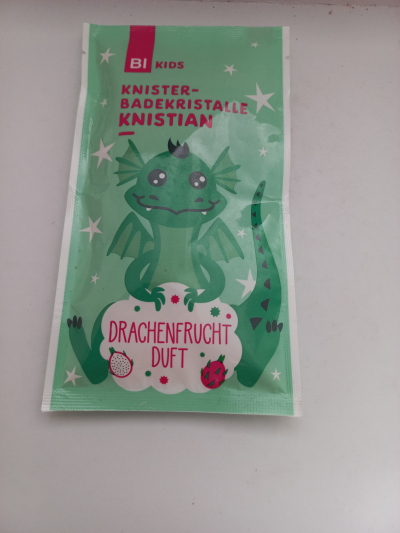 BI KIDS
KNISTER-
BADEKRISTALLE
KNISTIAN
DRACHENFRUCHT
DUFT